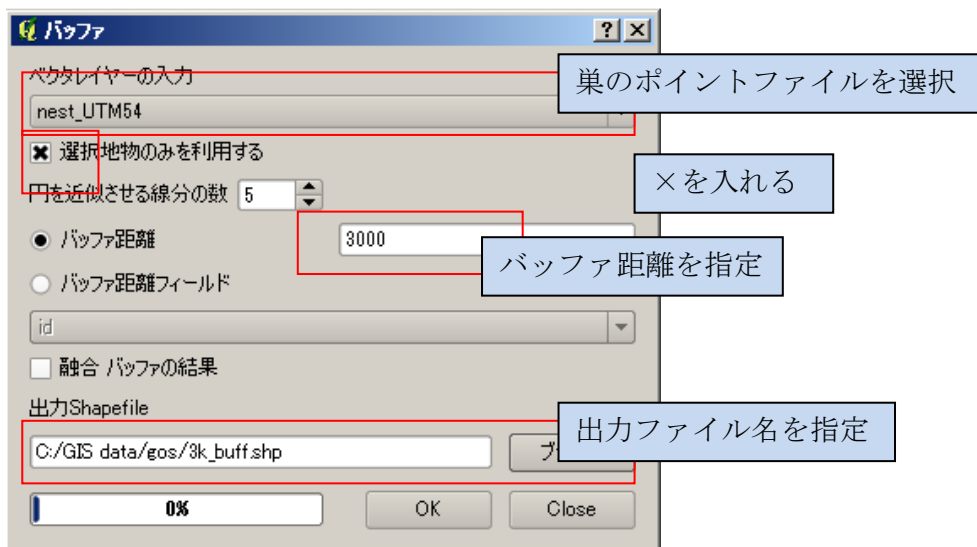 バッファ
ベクタレイヤーの入力
巣のポイントファイルを選択
nest_UTM54
選択地物のみを利用する
×を入れる
円を近似させる線分の数 5
バッファ距離 3000
バッファ距離を指定
バッファ距離フィールド
id
融合 バッファの結果
出力Shapefile
出力ファイル名を指定
C:/GIS data/gos/3k_buff.shp
0%
OK
Close